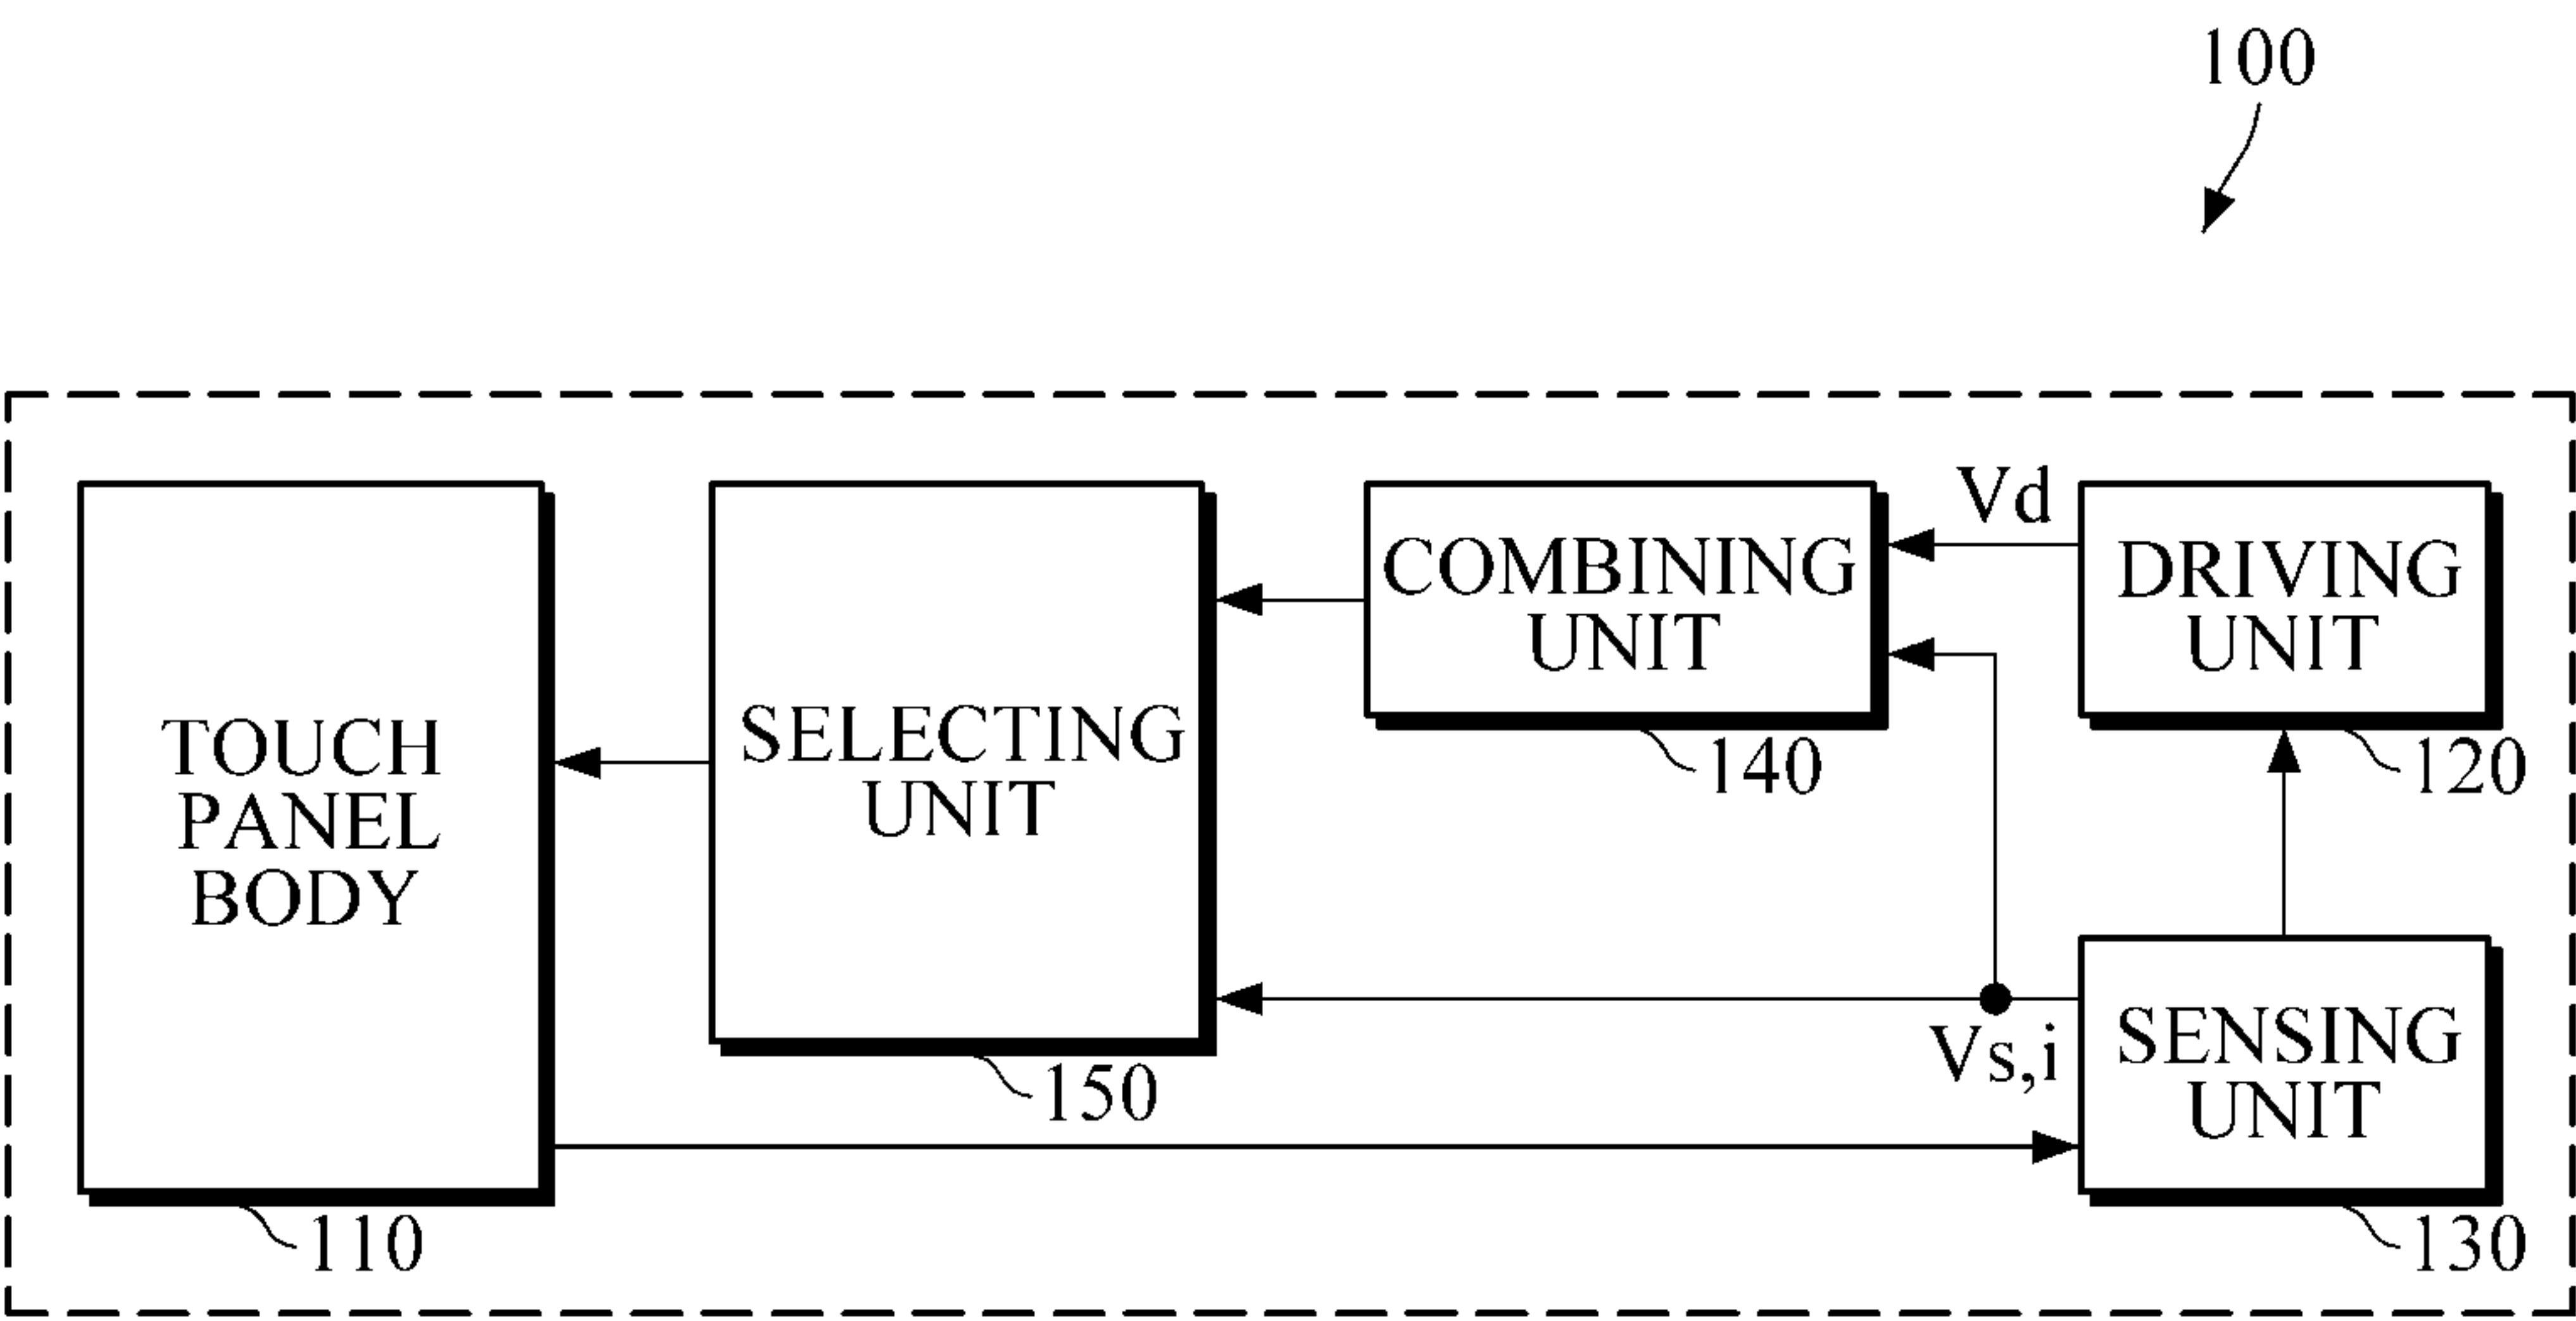 100
TOUCH
PANEL
BODY
110
SELECTING
UNIT
150
COMBINING
UNIT
140
Vd
DRIVING
UNIT
120
Vs,i
SENSING
UNIT
130